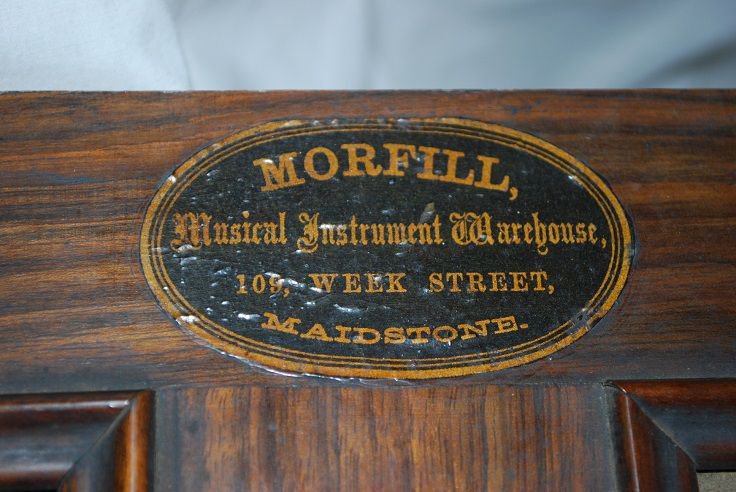 MORFILL,
Musical Instrument Warehouse,
109, WEEK STREET,
MAIDSTONE.